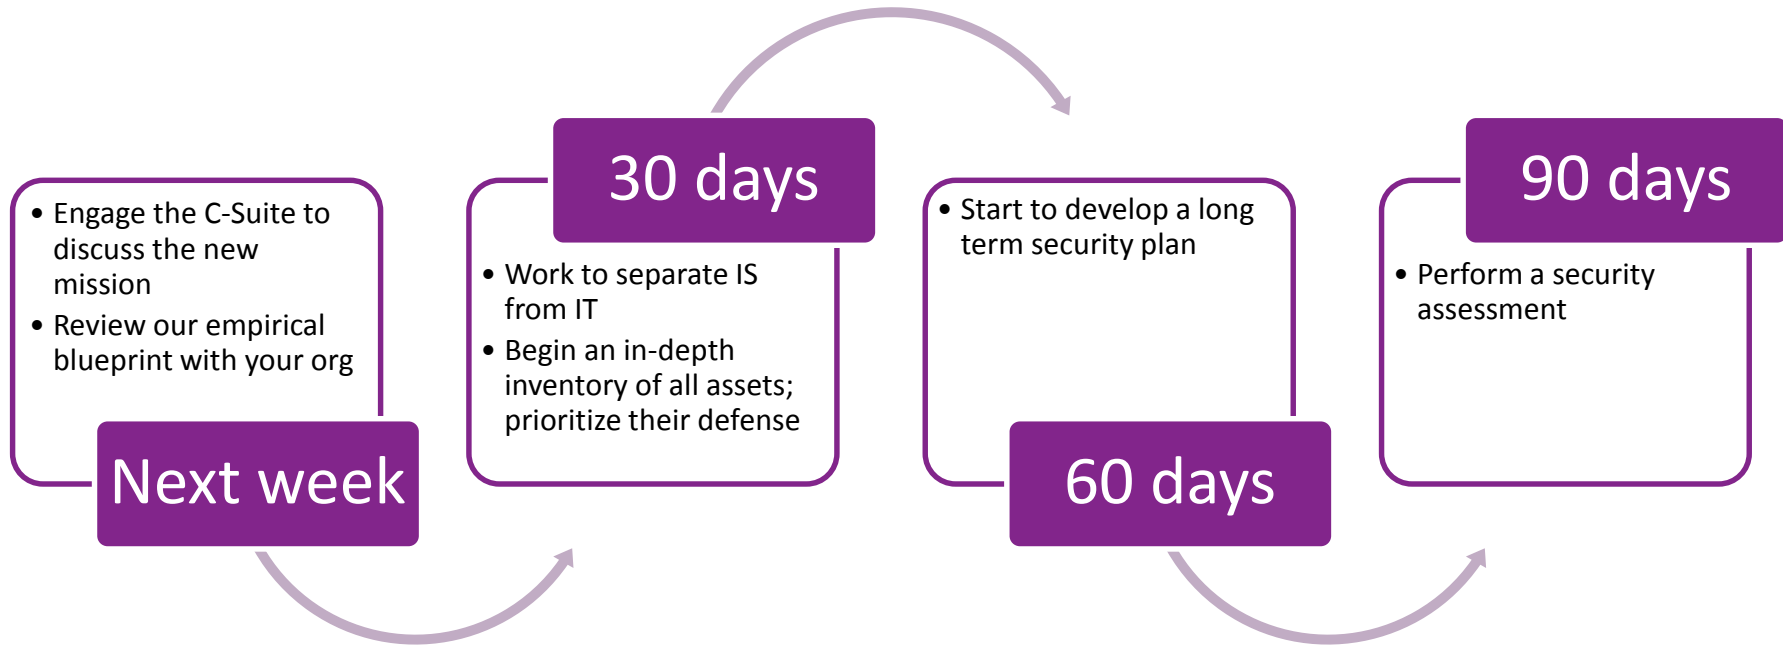 • Engage the C-Suite to
discuss the new
mission
• Review our empirical
blueprint with your org
Next week
30 days
• Work to separate IS
from IT
• Begin an in-depth
inventory of all assets;
prioritize their defense
• Start to develop a long
term security plan
60 days
90 days
• Perform a security
assessment